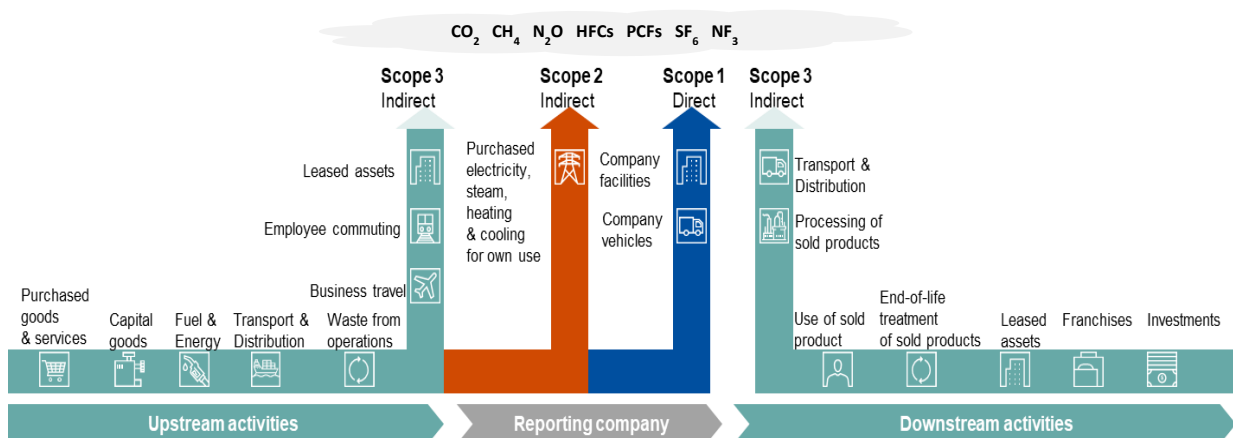 CO2 CH4 N2O HFCs PCFs SF6 NF3
Scope 3
Indirect
Scope 2
Indirect
Scope 1
Direct
Scope 3
Indirect
Leased assets
Employee commuting
Business travel
Purchased
electricity,
steam,
heating
& cooling
for own use
Company
facilities
Company
vehicles
Transport &
Distribution
Processing of
sold products
Purchased
goods
& services
Capital
goods
Fuel &
Energy
Transport &
Distribution
Waste from
operations
Use of sold
product
End-of-life
treatment
of sold products
Leased
assets
Franchises
Investments
Upstream activities
Reporting company
Downstream activities